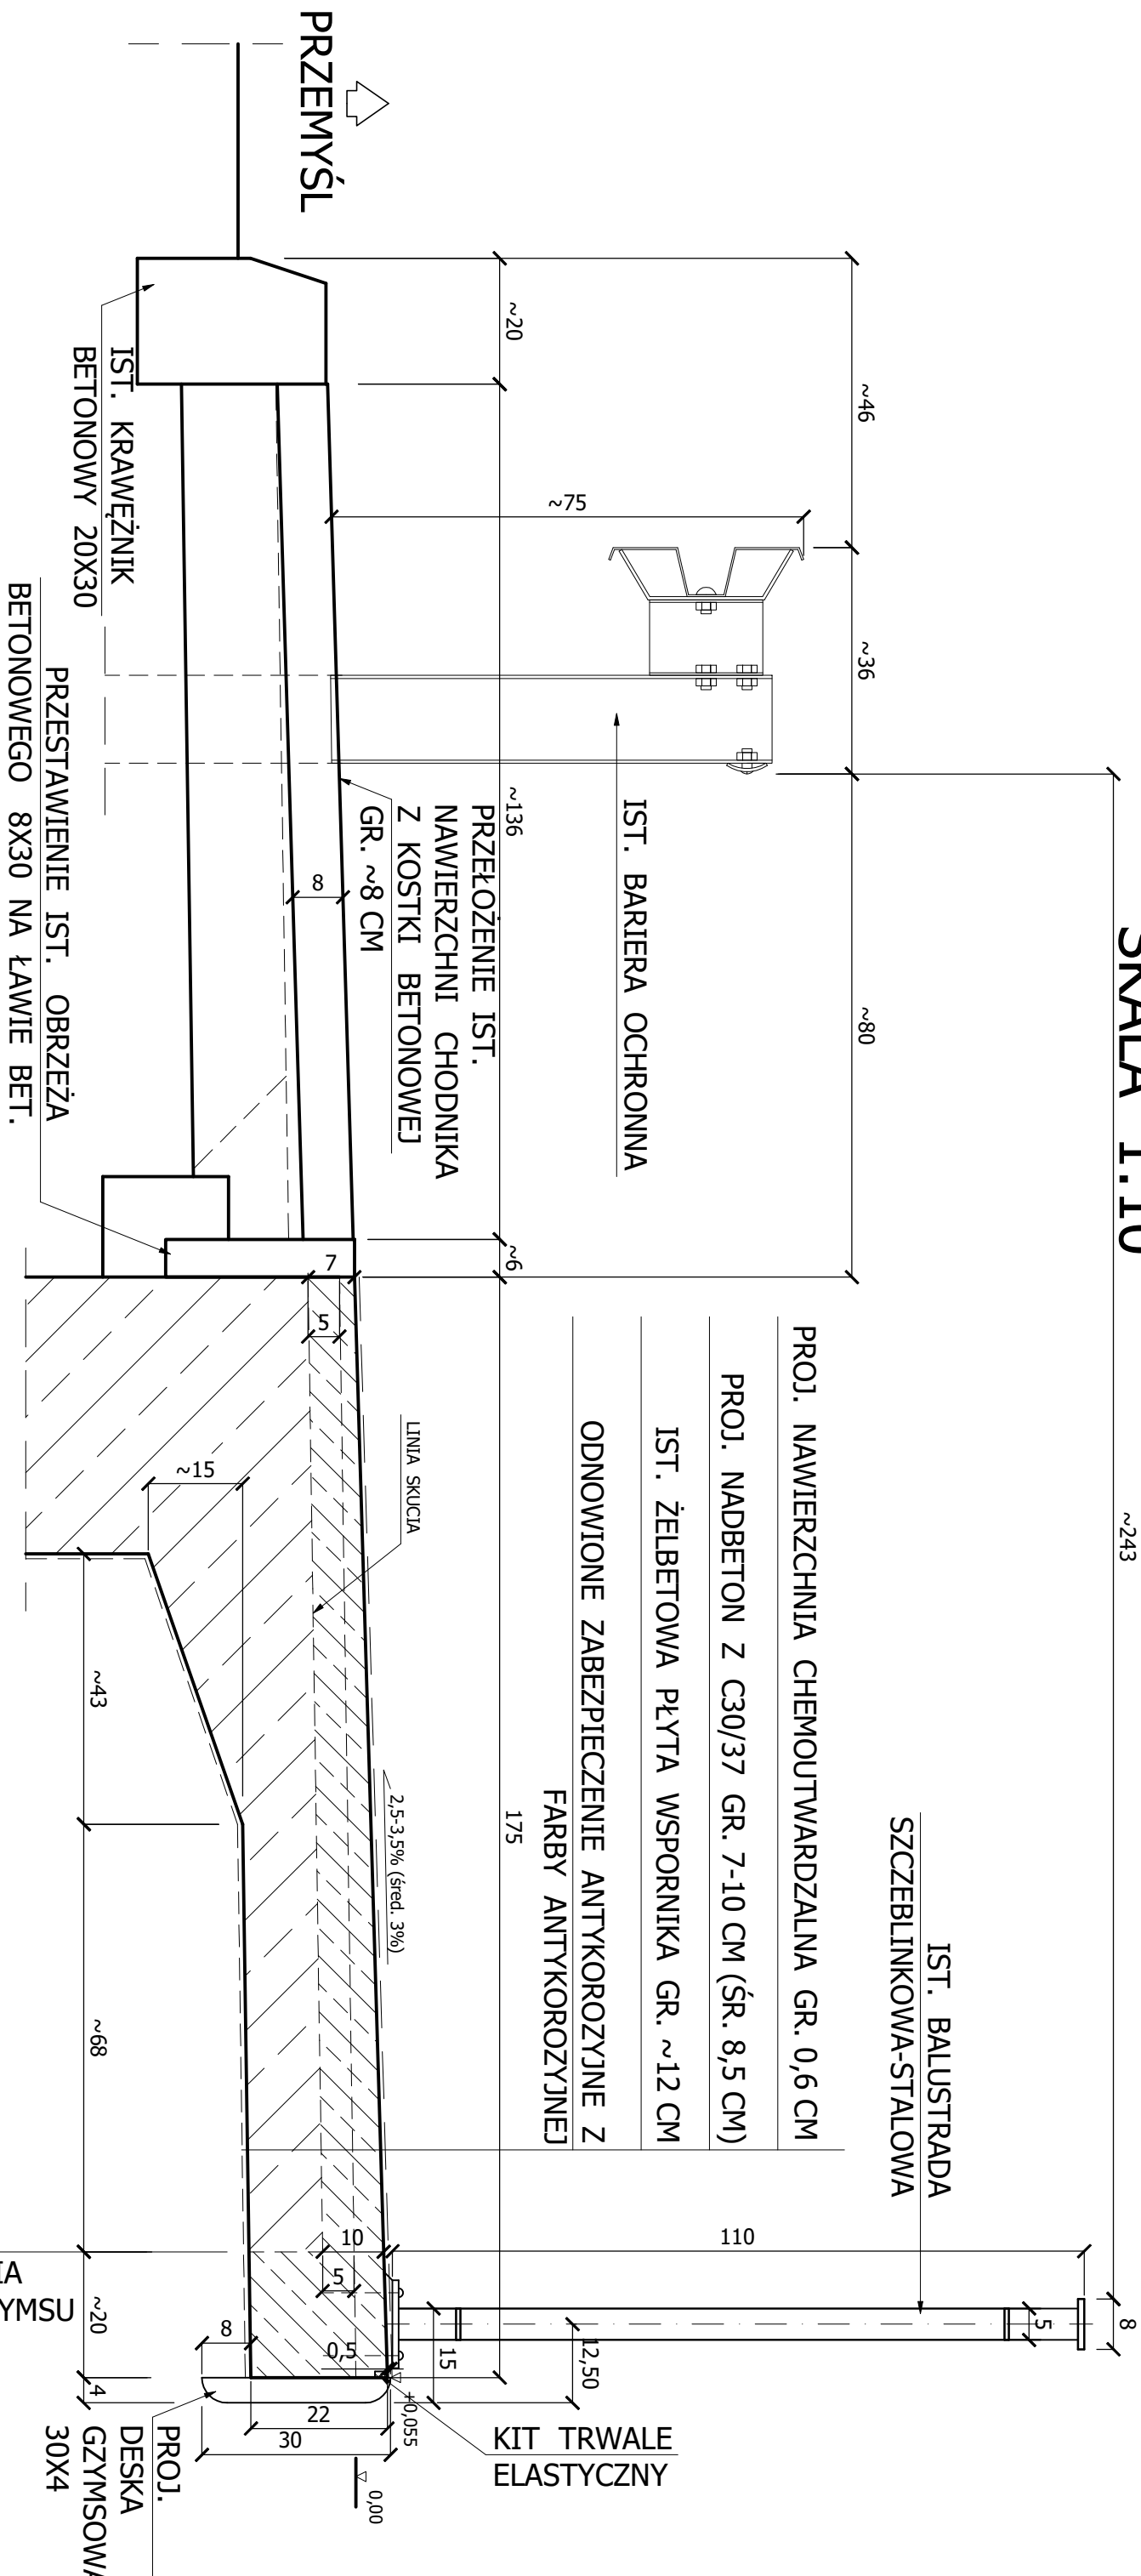 SKALA 1:10
PRZEMYŚL
~243
8
~46
~36
~80
~75
110
5
IST. BALUSTRADA
SZCZEBLINKOWA-STALOWA
PROJ. NAWIERZCHNIA CHEMOUTWARDZALNA GR. 0,6 CM
PROJ. NADBETON Z C30/37 GR. 7-10 CM (ŚR. 8,5 CM)
IST. ŻELBETOWA PŁYTA WSPORNIKA GR. ~12 CM
ODNOWIONE ZABEZPIECZENIE ANTYKOROZYJNE Z
FARBY ANTYKOROZYJNEJ
IST. BARIERA OCHRONNA
~20
~136
~6
175
12,50
15
PRZEŁOŻENIE IST.
NAWIERZCHNI CHODNIKA
Z KOSTKI BETONOWEJ
GR. ~8 CM
8
7
5
LINIA SKUCIA
2,5-3,5% (śred. 3%)
10
5
0,5
8
+0,055
0,00
KIT TRWALE
ELASTYCZNY
22
30
~15
~43
~68
~20
4
IST. KRAWĘŻNIK
BETONOWY 20X30
PRZESTAWIENIE IST. OBRZEŻA
BETONOWEGO 8X30 NA ŁAWIE BET.
PROJ.
DESKA
GZYMSOWA
30X4